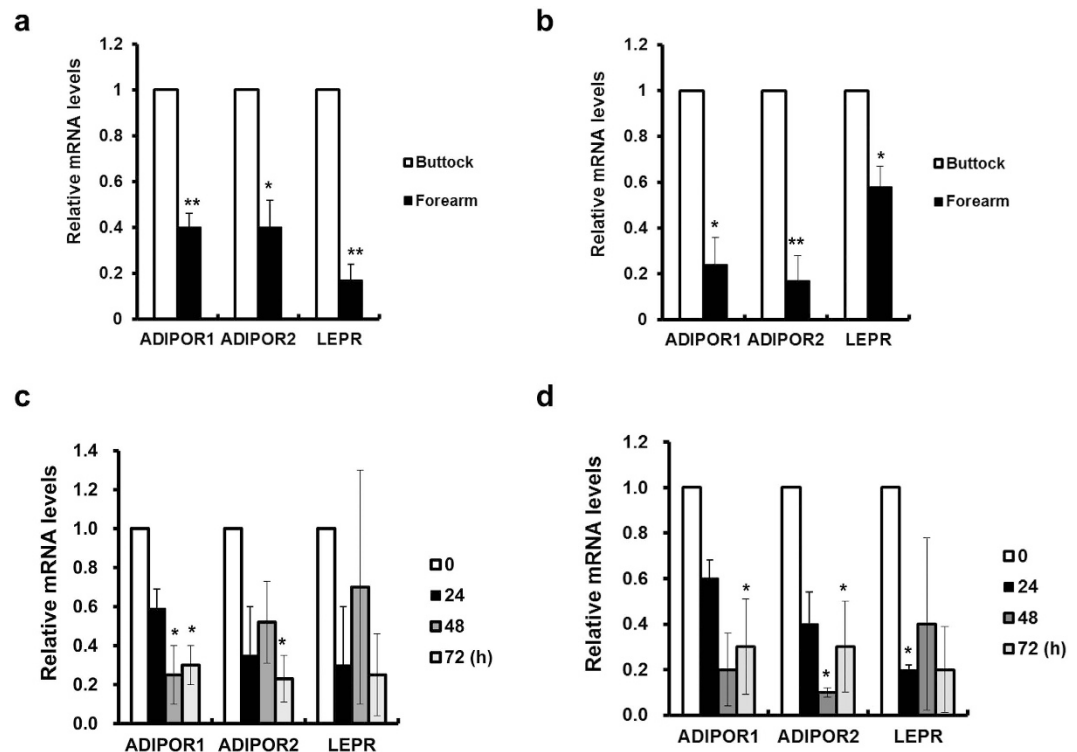 a
Relative mRNA levels
1.2
1
0.8
0.6
0.4
0.2
0
**
*
**
ADIPOR1 ADIPOR2 LEPR
Buttock
Forearm
b
Relative mRNA levels
1.2
1
0.8
0.6
0.4
0.2
0
*
**
*
ADIPOR1 ADIPOR2 LEPR
Buttock
Forearm
c
Relative mRNA levels
1.4
1.2
1.0
0.8
0.6
0.4
0.2
0.0
* *
*
ADIPOR1 ADIPOR2 LEPR
0
24
48
72 (h)
d
Relative mRNA levels
1.2
1.0
0.8
0.6
0.4
0.2
0.0
*
*
*
*
ADIPOR1 ADIPOR2 LEPR
0
24
48
72 (h)